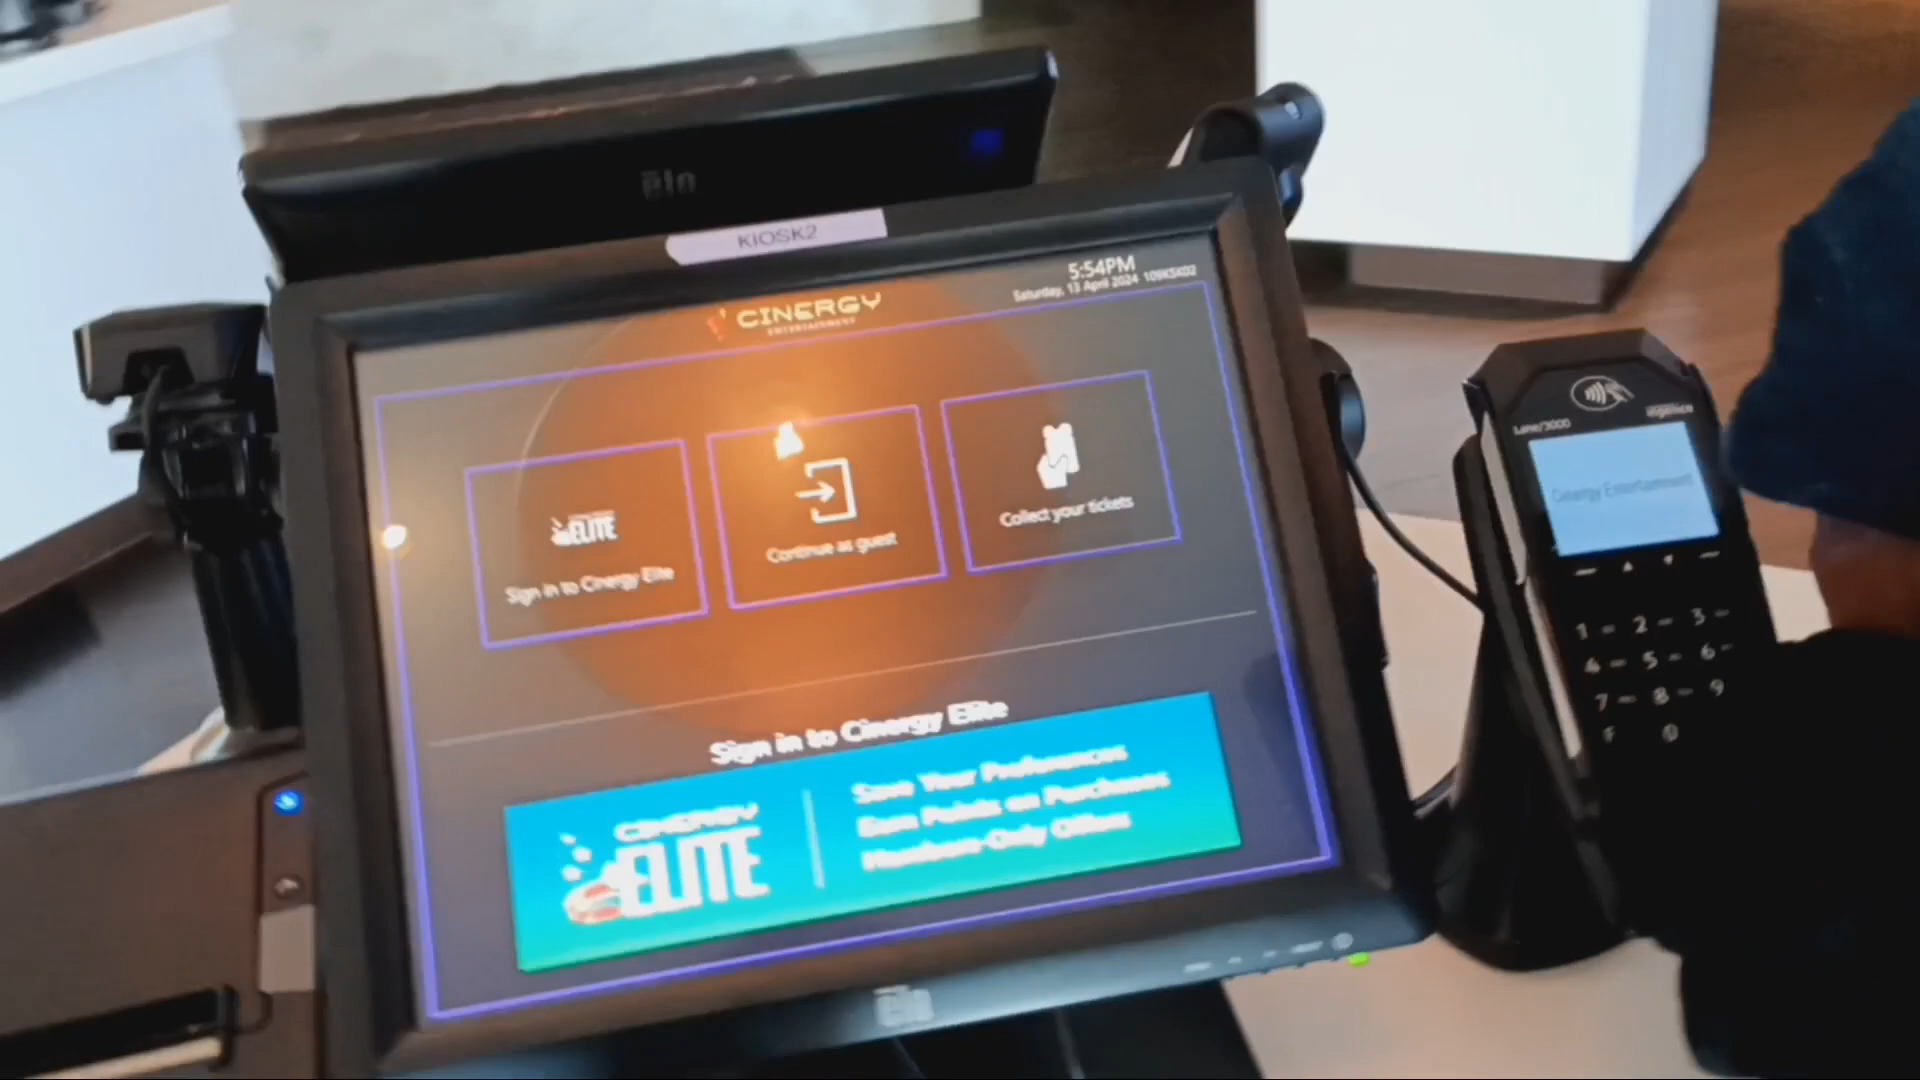 elo
KIOSK2
5:54PM
Saturday, 13 April 2024 109KSK02
CINERGY
ENTERTAINMENT
ELITE
Sign in to Cinergy Elite
Continue as guest
Collect your tickets
Sign in to Cinergy Elite
CINERGY
ELITE
Save Your Preferences
Earn Points on Purchases
Members-Only Offers
elo
Lane/3000
ingenico
Cinergy Entertainment
1 2 3
4 5 6
7 8 9
F 0